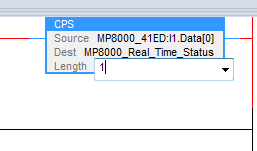 CPS
Source MP8000_41ED:I1.Data[0]
Dest MP8000_Real_Time_Status
Length 1